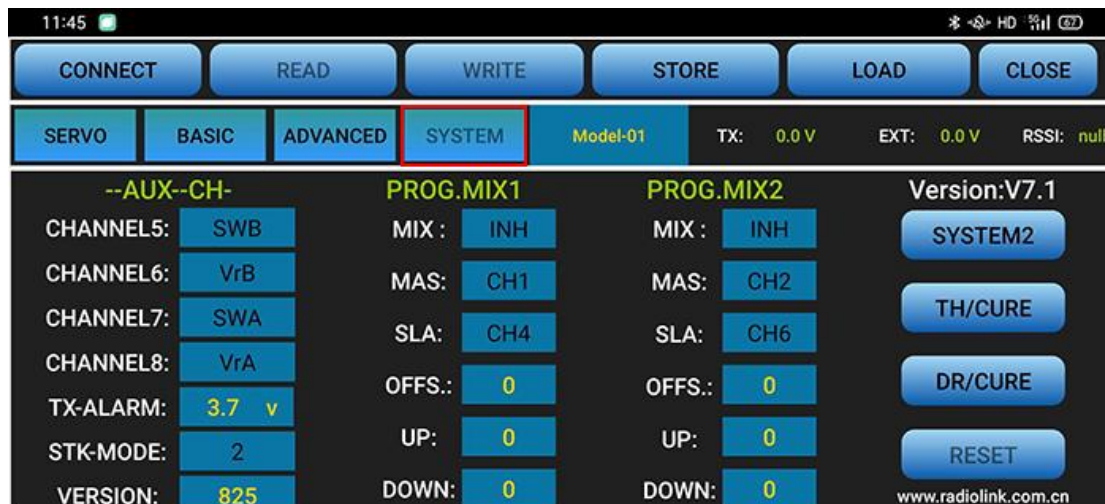 11:45 HD 5G 67
CONNECT READ WRITE STORE LOAD CLOSE
SERVO BASIC ADVANCED SYSTEM Model-01 TX: 0.0 V EXT: 0.0 V RSSI: null
--AUX--CH- PROG.MIX1 PROG.MIX2 Version:V7.1
CHANNEL5: SWB MIX : INH MIX : INH SYSTEM2
CHANNEL6: VrB MAS: CH1 MAS: CH2
CHANNEL7: SWA SLA: CH4 SLA: CH6 TH/CURE
CHANNEL8: VrA OFFS.: 0 OFFS.: 0 DR/CURE
TX-ALARM: 3.7 v
STK-MODE: 2 UP: 0 UP: 0 RESET
VERSION: 825 DOWN: 0 DOWN: 0 www.radiolink.com.cn